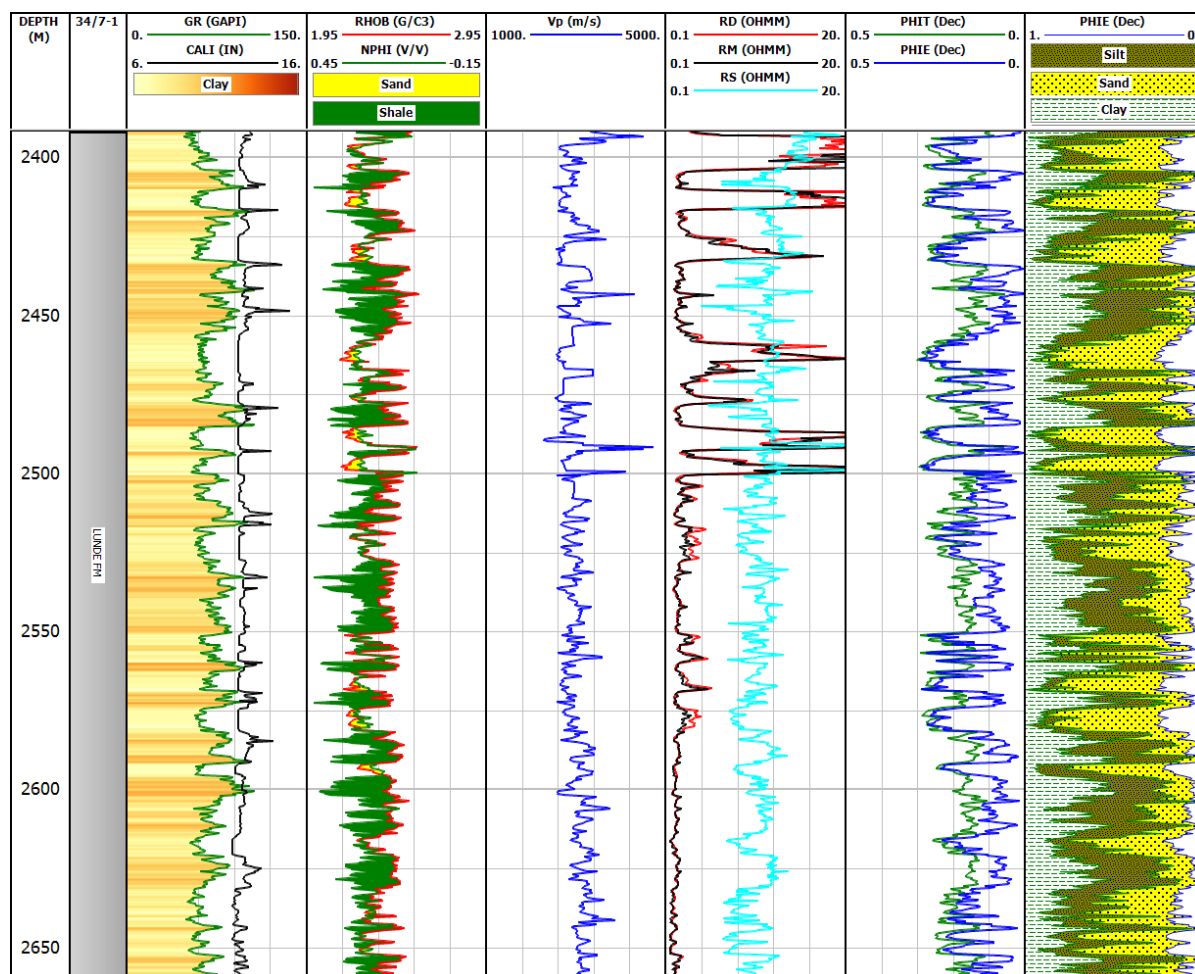 DEPTH (M)
34/7-1
GR (GAPI)
0. 150.
CALI (IN)
6. 16.
Clay
RHOB (G/C3)
1.95 2.95
NPHI (V/V)
0.45 -0.15
Sand
Shale
Vp (m/s)
1000. 5000.
RD (OHMM)
0.1 20.
RM (OHMM)
0.1 20.
RS (OHMM)
0.1 20.
PHIT (Dec)
0.5 0.
PHIE (Dec)
0.5 0.
PHIE (Dec)
1. 0.
Silt
Sand
Clay
2400
2450
2500
2550
2600
2650
LUNDE FM